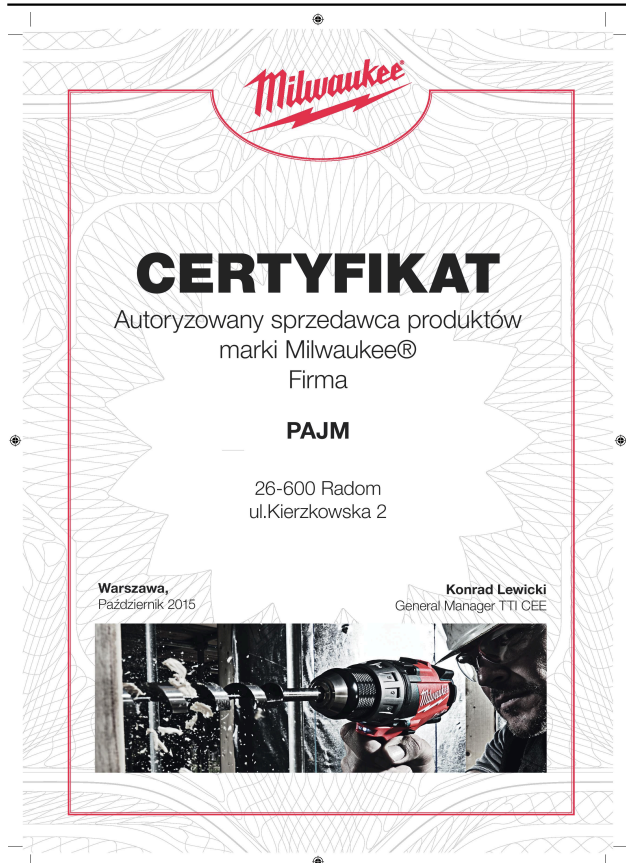 Milwaukee®
CERTYFIKAT
Autoryzowany sprzedawca produktów
marki Milwaukee®
Firma
PAJM
26-600 Radom
ul.Kierzkowska 2
Warszawa,
Październik 2015
Konrad Lewicki
General Manager TTI CEE
Milwaukee